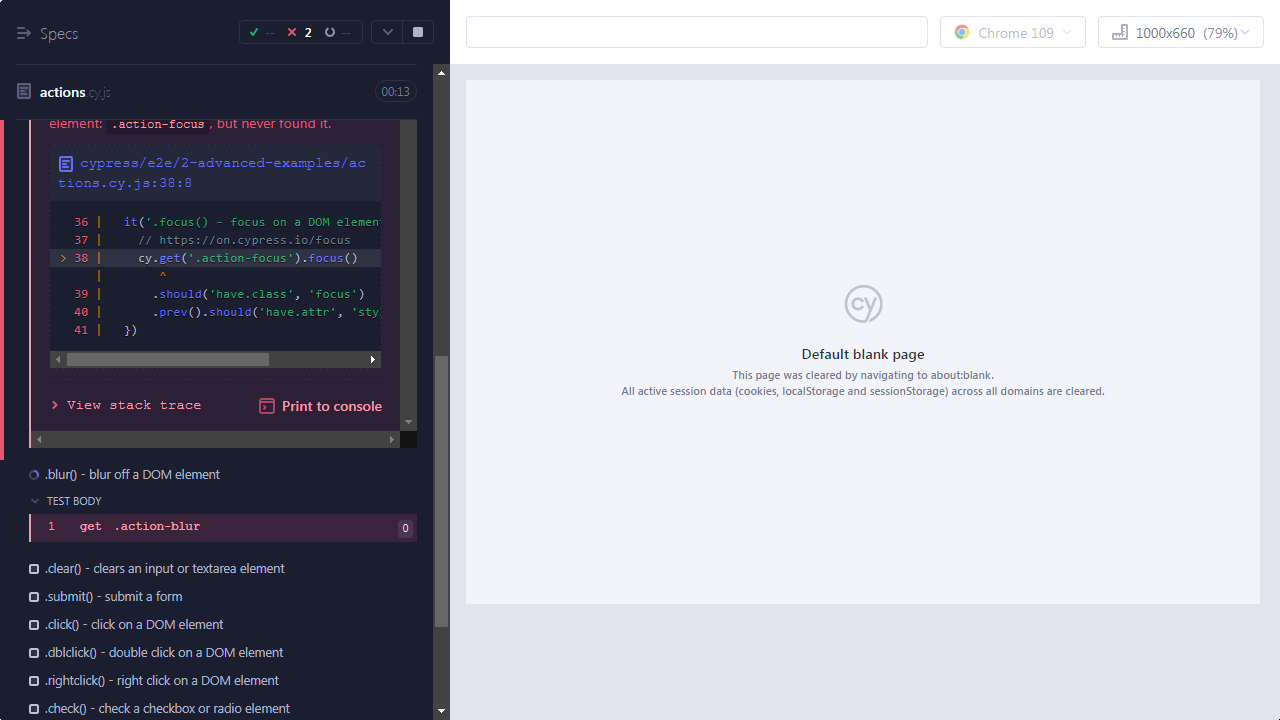 Specs
-- 2 --
Chrome 109
1000x660 (79%)
actions cy.js
00:13
element: .action-focus , but never found it.
cypress/e2e/2-advanced-examples/ac
tions.cy.js:38:8
36 | it('.focus() - focus on a DOM element
37 | // https://on.cypress.io/focus
> 38 | cy.get('.action-focus').focus()
| ^
39 | .should('have.class', 'focus')
40 | .prev().should('have.attr', 'sty
41 | })
View stack trace
Print to console
.blur() - blur off a DOM element
TEST BODY
1 get .action-blur 0
.clear() - clears an input or textarea element
.submit() - submit a form
.click() - click on a DOM element
.dblclick() - double click on a DOM element
.rightclick() - right click on a DOM element
.check() - check a checkbox or radio element
cy
Default blank page
This page was cleared by navigating to about:blank.
All active session data (cookies, localStorage and sessionStorage) across all domains are cleared.